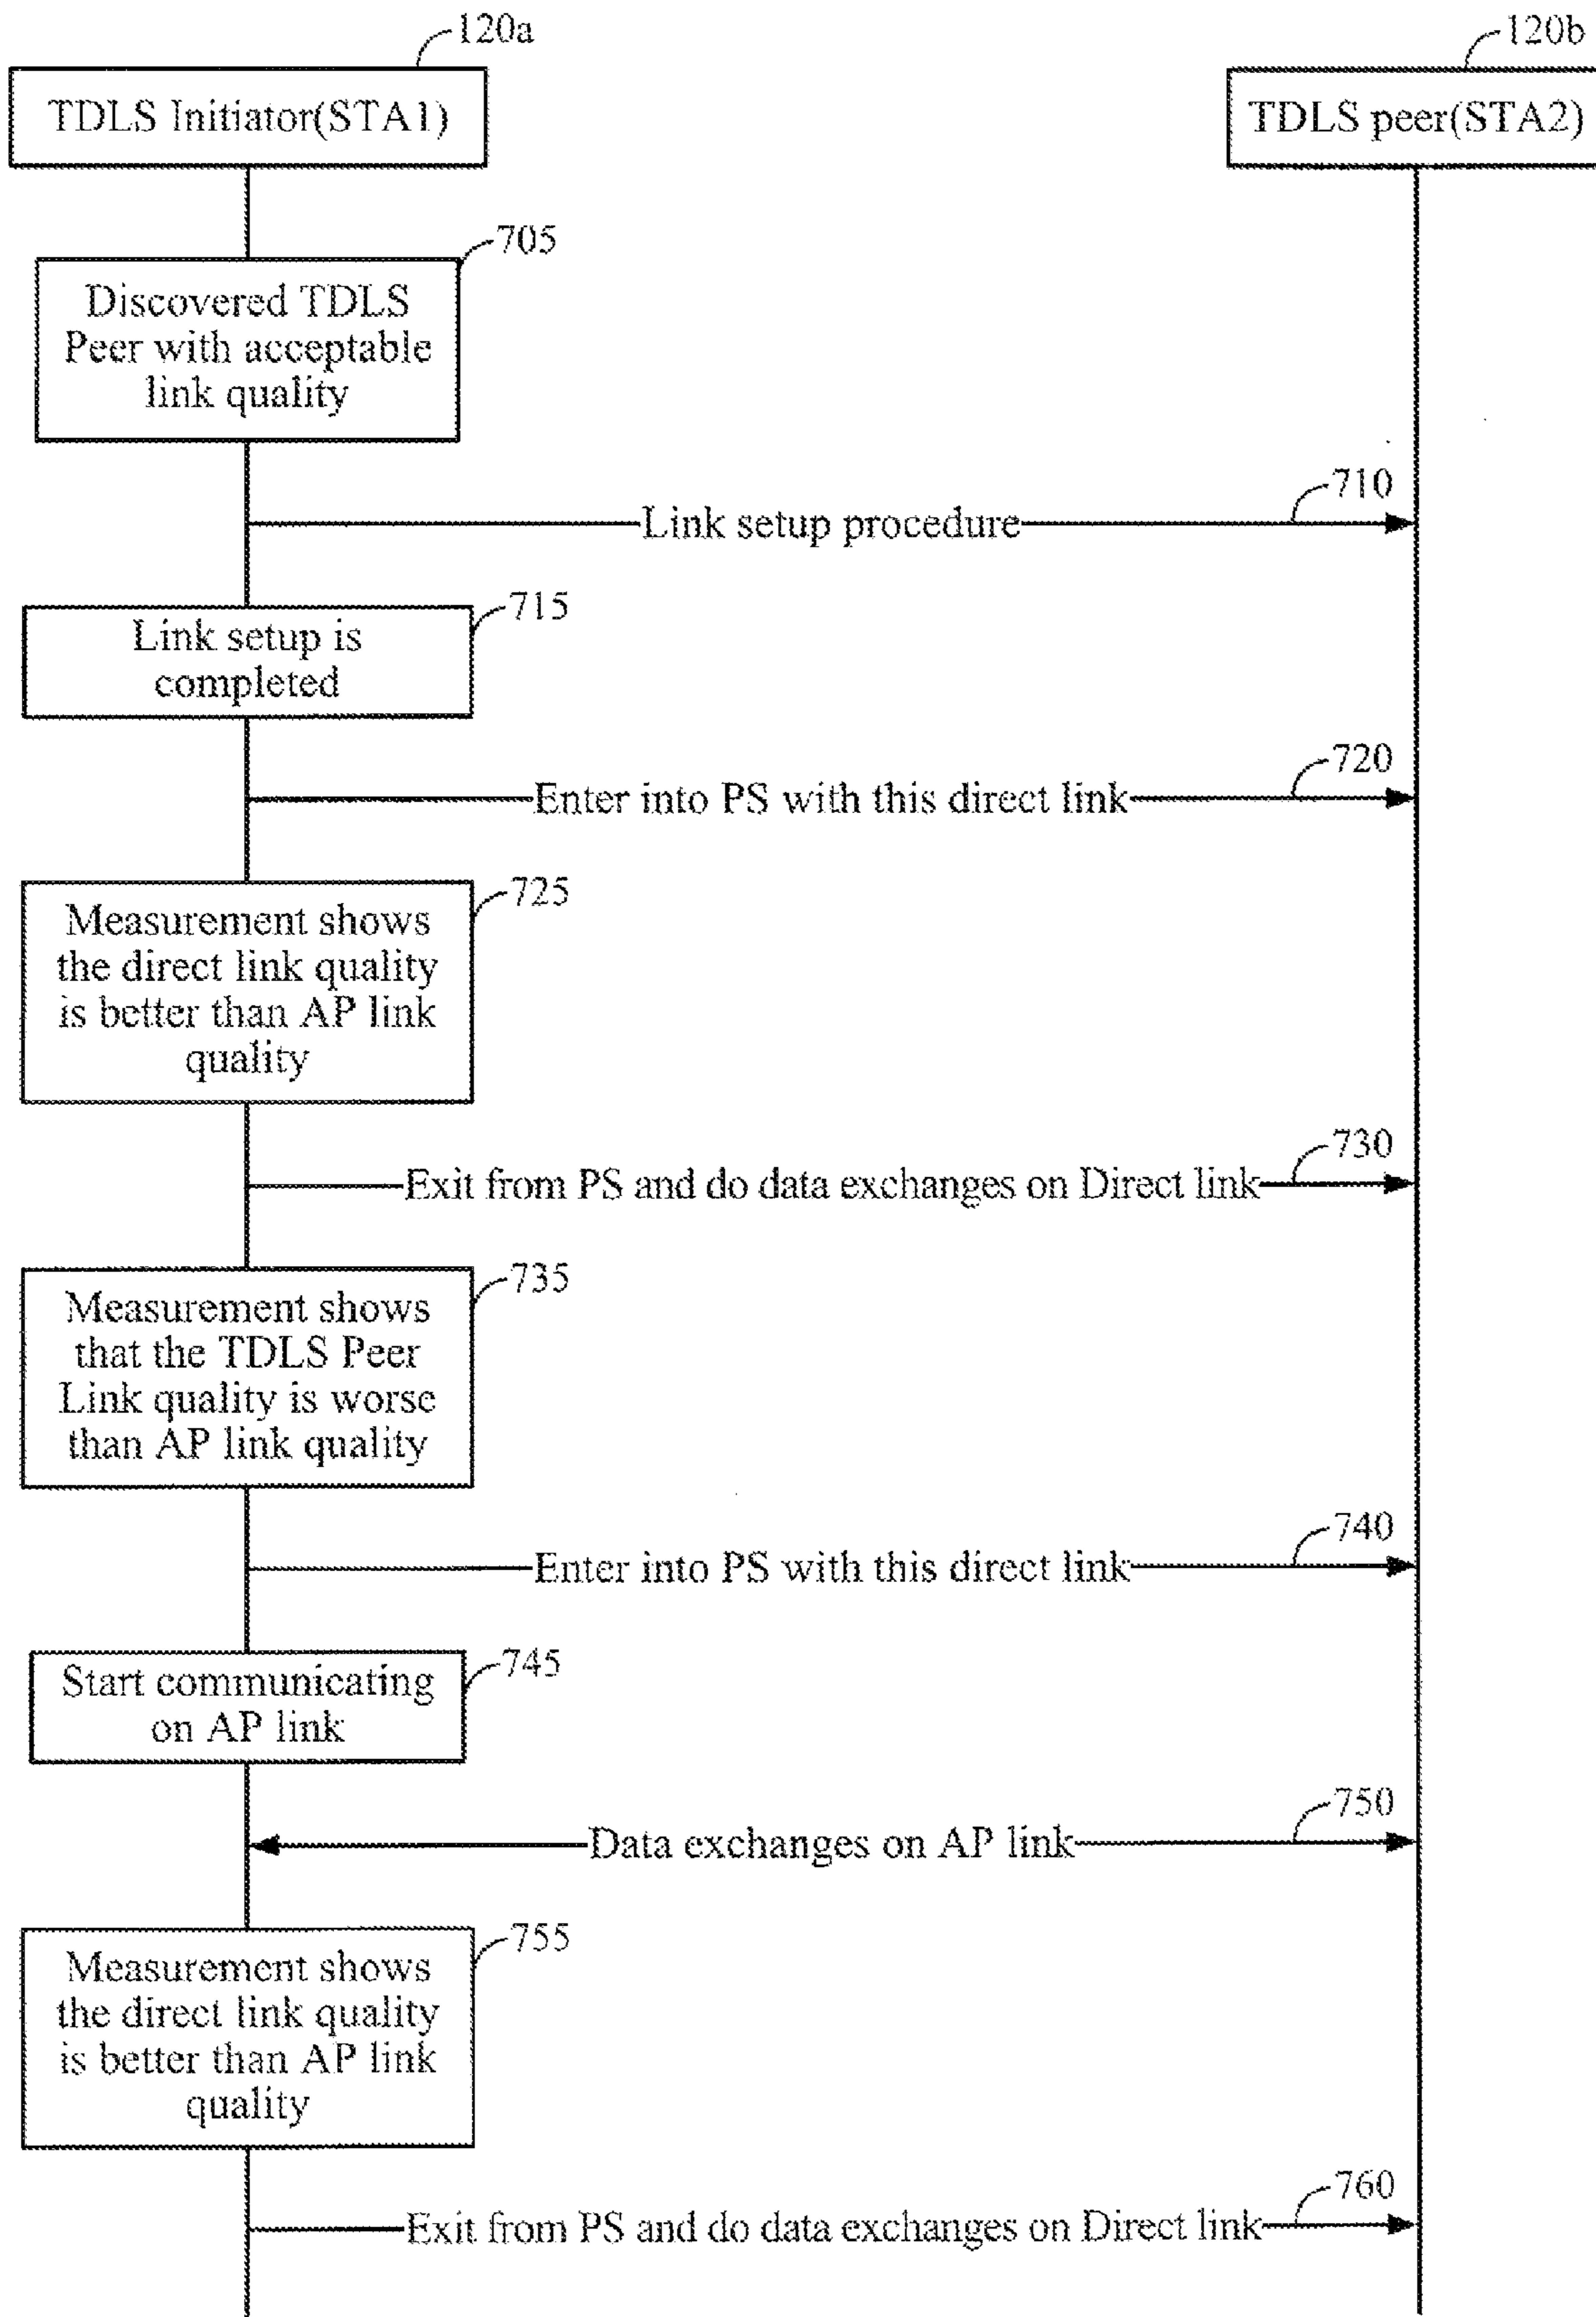 120a
120b
TDLS Initiator(STA1)
TDLS peer(STA2)
705
Discovered TDLS
Peer with acceptable
link quality
710
Link setup procedure
715
Link setup is
completed
720
Enter into PS with this direct link
725
Measurement shows
the direct link quality
is better than AP link
quality
730
Exit from PS and do data exchanges on Direct link
735
Measurement shows
that the TDLS Peer
Link quality is worse
than AP link quality
740
Enter into PS with this direct link
745
Start communicating
on AP link
750
Data exchanges on AP link
755
Measurement shows
the direct link quality
is better than AP link
quality
760
Exit from PS and do data exchanges on Direct link